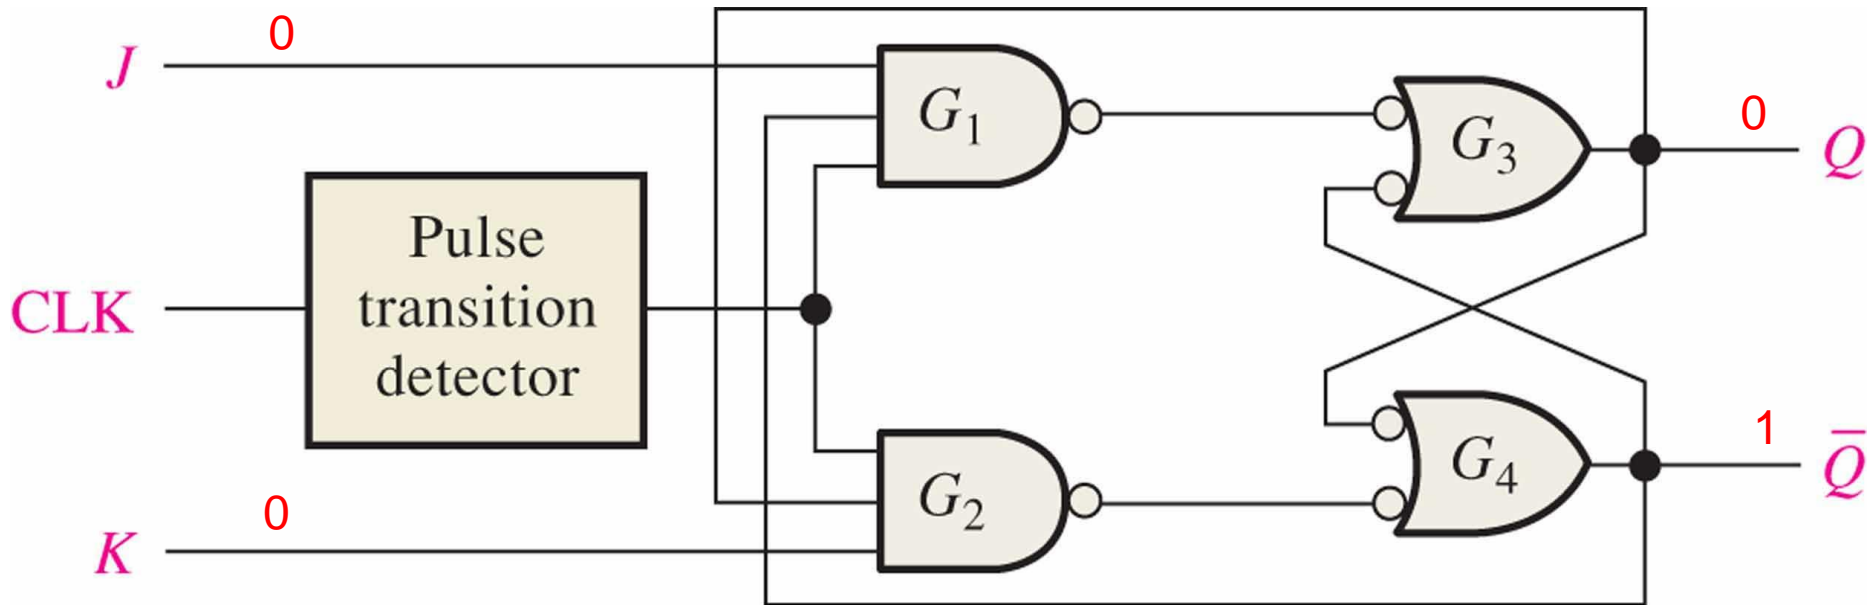 J
0
G1
G3
0
Q
Pulse
transition
detector
CLK
G2
G4
1
Q̅
0
K